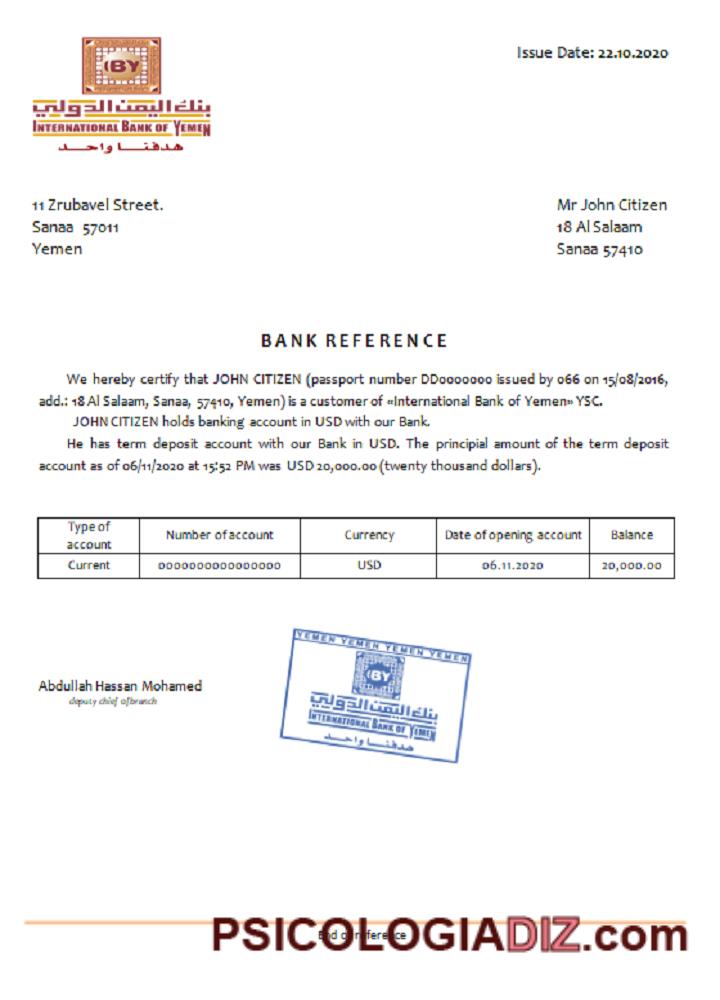 Issue Date: 22.10.2020
IBY
بنك اليمن الدولي
INTERNATIONAL BANK OF YEMEN
هدفنا واحد
11 Zrubavel Street.
Sanaa 57011
Yemen
Mr John Citizen
18 Al Salaam
Sanaa 57410
BANK REFERENCE
We hereby certify that JOHN CITIZEN (passport number DD0000000 issued by 066 on 15/08/2016,
add.: 18 Al Salaam, Sanaa, 57410, Yemen) is a customer of «International Bank of Yemen» YSC.
JOHN CITIZEN holds banking account in USD with our Bank.
He has term deposit account with our Bank in USD. The principial amount of the term deposit
account as of 06/11/2020 at 15:52 PM was USD 20,000.00 (twenty thousand dollars).
Type of account Number of account Currency Date of opening account Balance
Current 0000000000000000 USD 06.11.2020 20,000.00
YEMEN YEMEN YEMEN YEMEN
IBY
بنك اليمن الدولي
INTERNATIONAL BANK OF YEMEN
هدفنا واحد
Abdullah Hassan Mohamed
deputy chief of branch
End of reference
PSICOLOGIADIZ.com